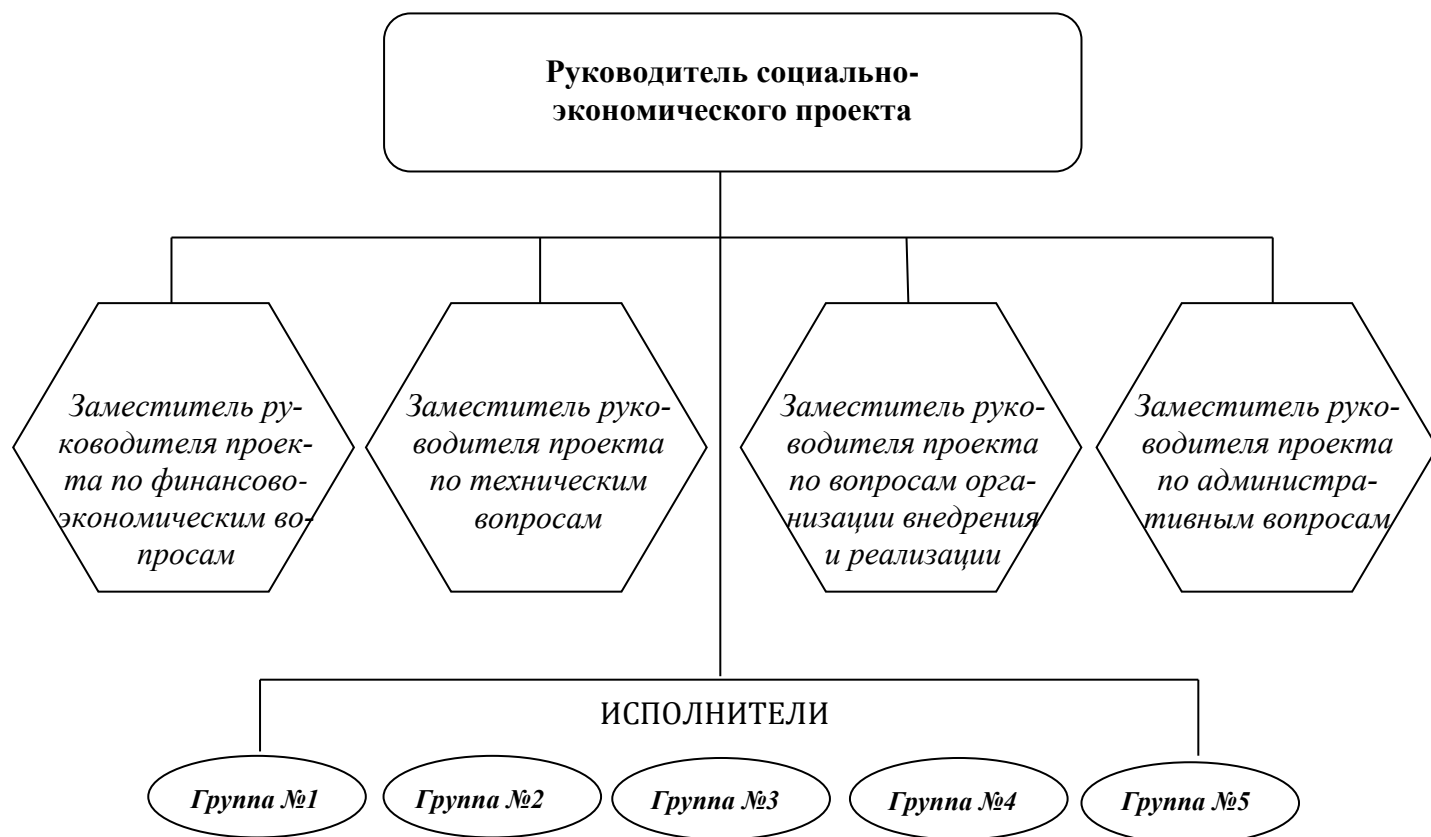 Руководитель социально-
экономического проекта
Заместитель ру-
ководителя проек-
та по финансово-
экономическим во-
просам
Заместитель руко-
водителя проекта
по техническим
вопросам
Заместитель руко-
водителя проекта
по вопросам орга-
низации внедрения
и реализации
Заместитель руко-
водителя проекта
по администра-
тивным вопросам
ИСПОЛНИТЕЛИ
Группа №1
Группа №2
Группа №3
Группа №4
Группа №5